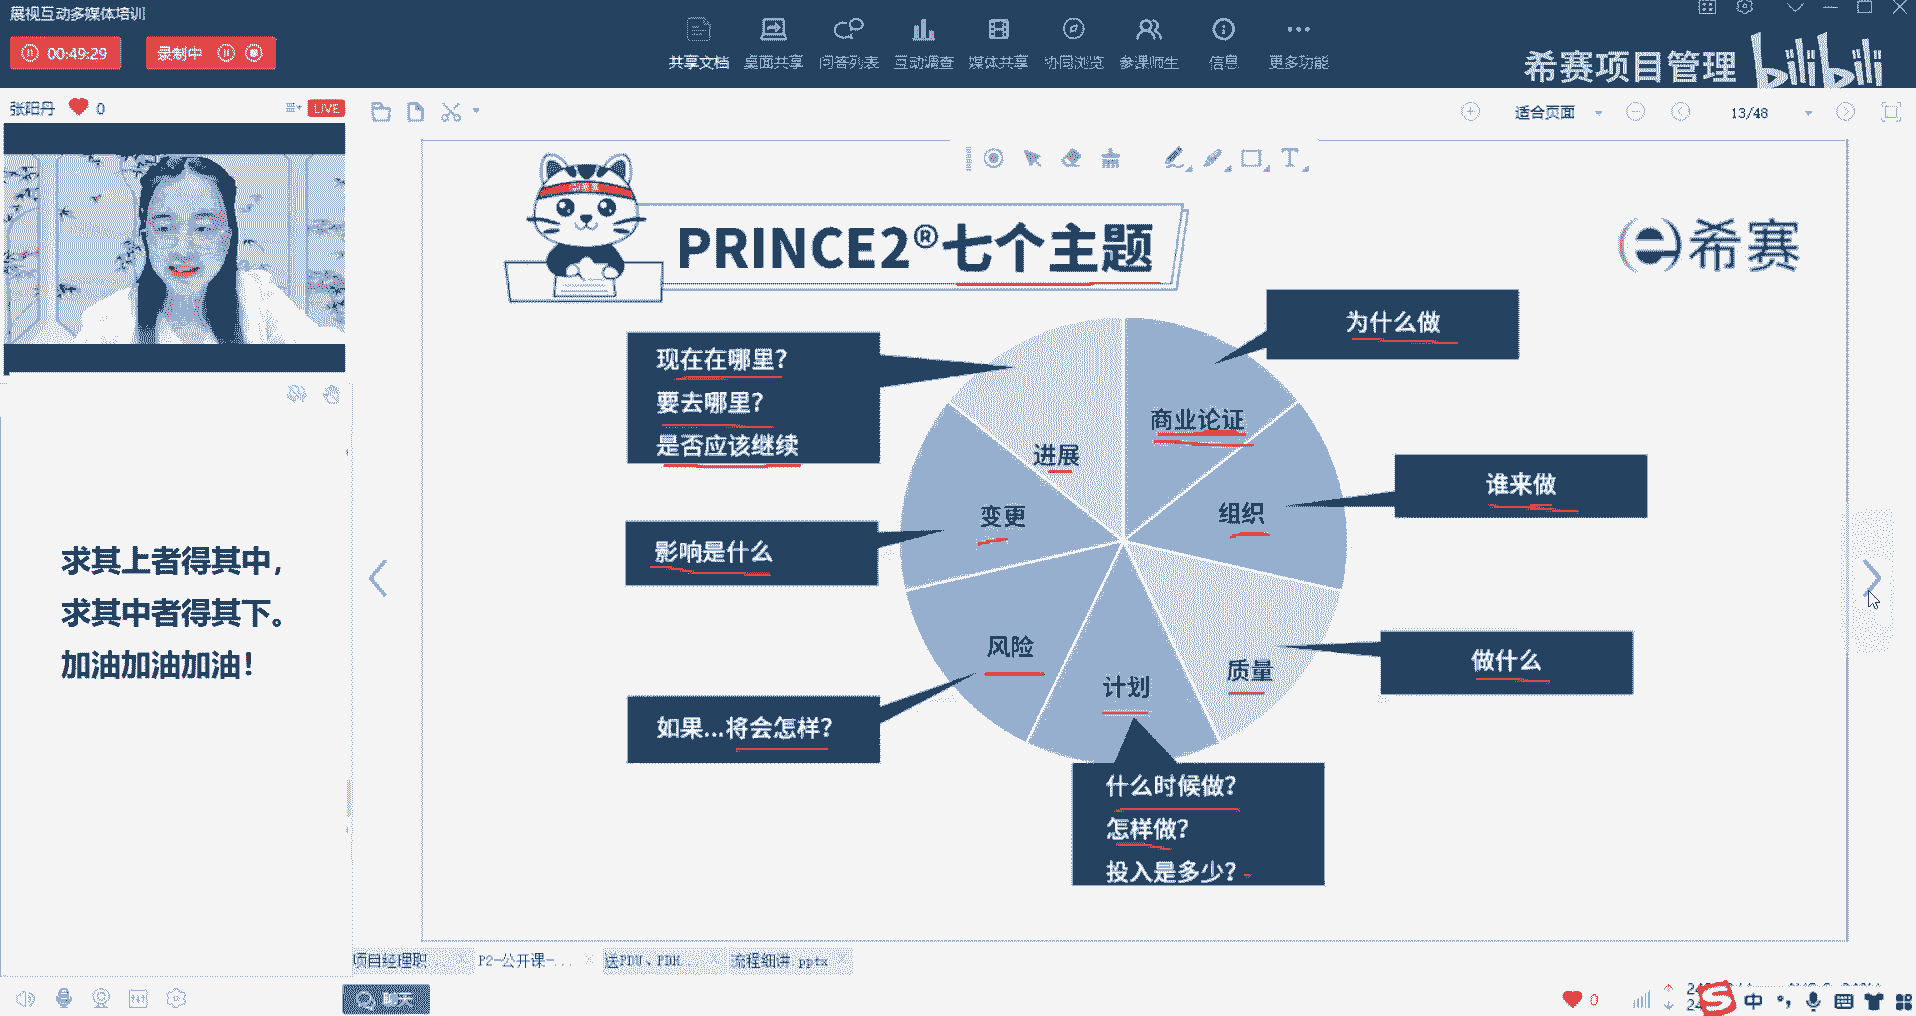 展视互动多媒体培训
00:49:29
录制中
共享文档
桌面共享
问答列表
互动调查
媒体共享
协同浏览
参课师生
信息
更多功能
希赛项目管理
bilibili
张阳丹
0
LIVE
适合页面
13/48
PRINCE2®七个主题
e希赛
为什么做
现在在哪里?
要去哪里?
是否应该继续
商业论证
进展
谁来做
组织
变更
影响是什么
做什么
质量
风险
计划
如果...将会怎样?
什么时候做?
怎样做?
投入是多少?
求其上者得其中,
求其中者得其下。
加油加油加油!
项目经理职
P2-公开课-...
送PDU、PDH
流程细讲.pptx
聊天
0
中